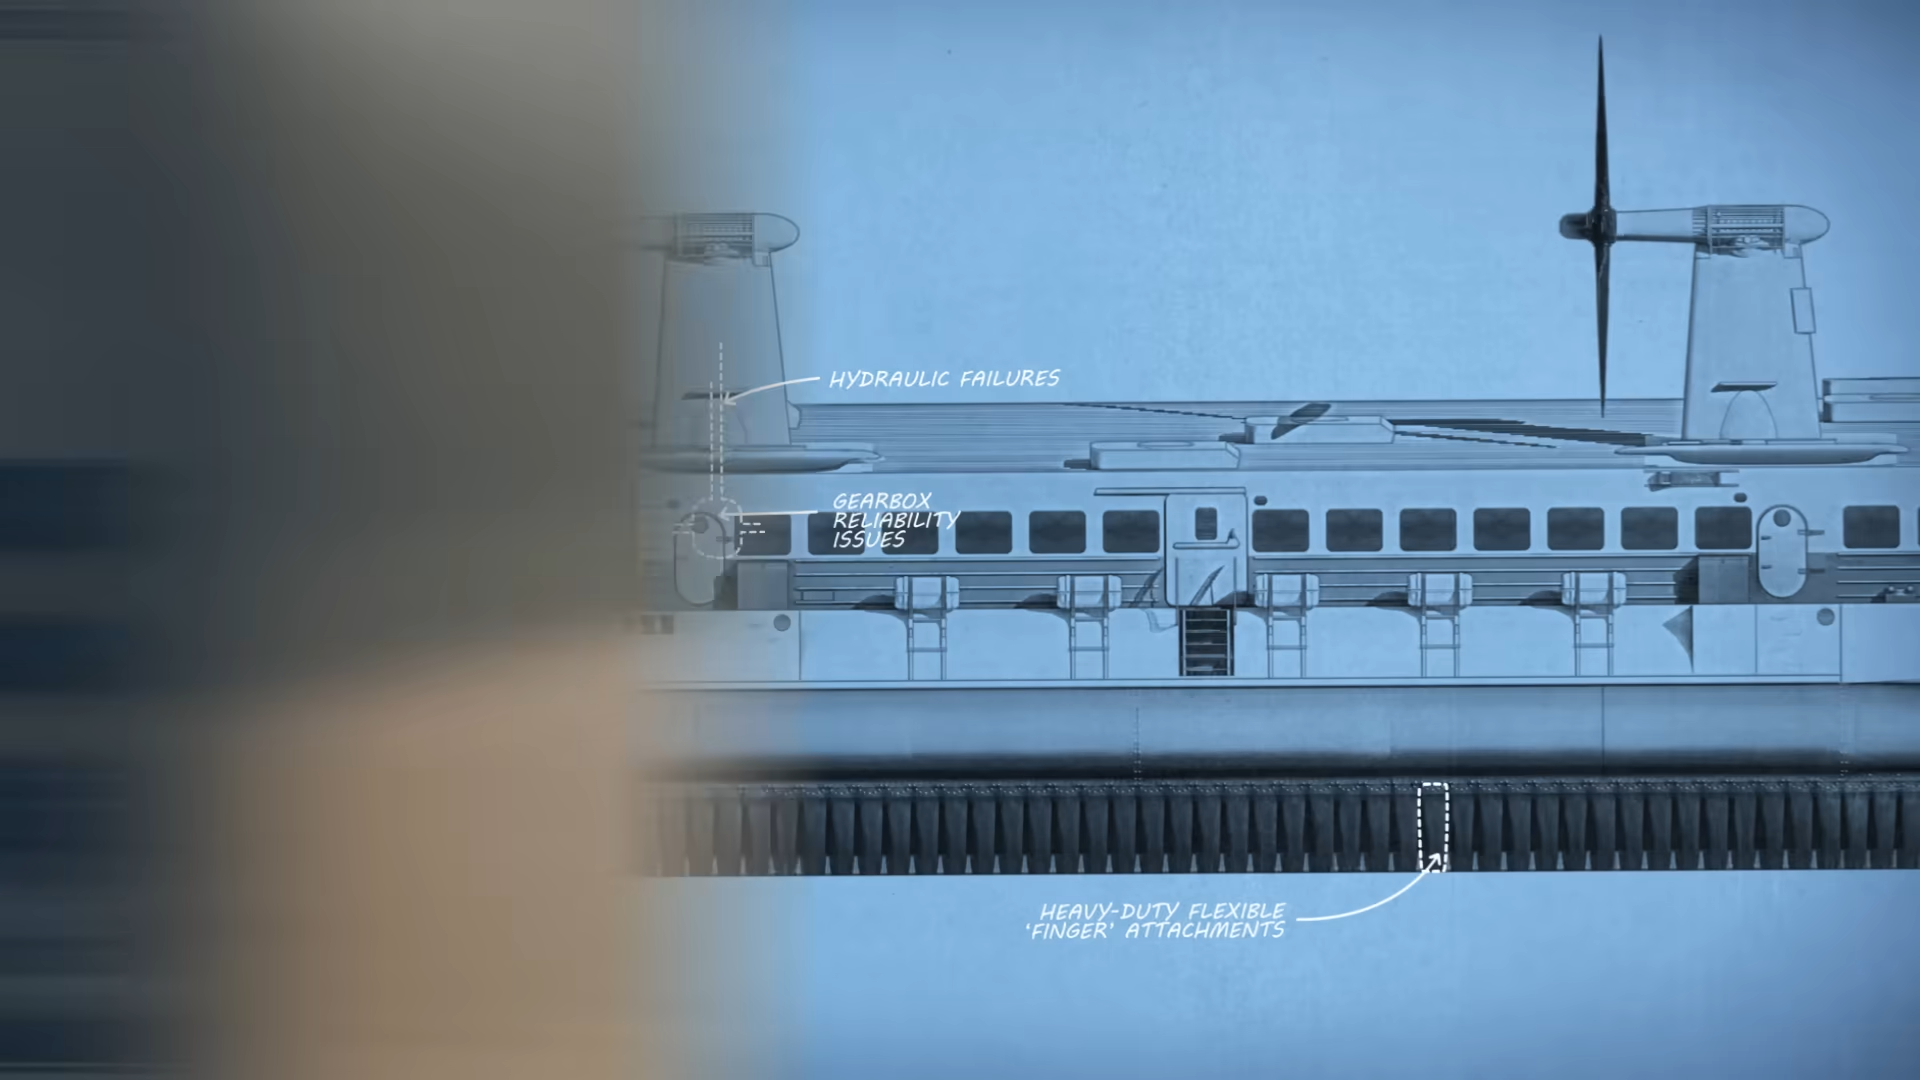 HYDRAULIC FAILURES
GEARBOX
RELIABILITY
ISSUES
HEAVY-DUTY FLEXIBLE
‘FINGER’ ATTACHMENTS